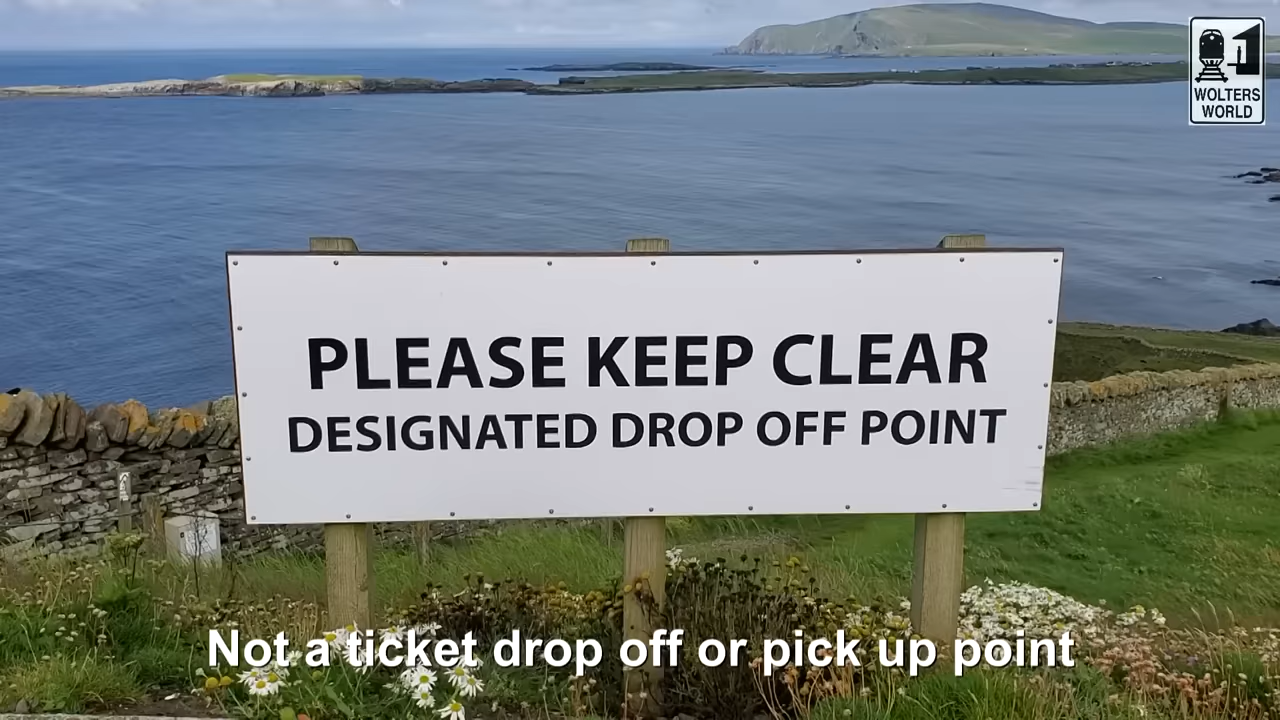 WOLTERS
WORLD
PLEASE KEEP CLEAR
DESIGNATED DROP OFF POINT
Not a ticket drop off or pick up point